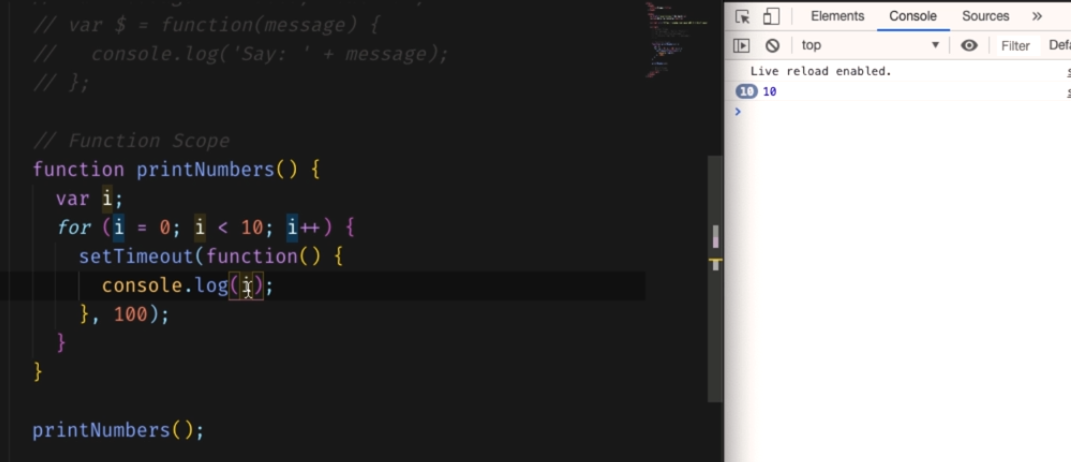 // var $ = function(message) {
//   console.log('Say: ' + message);
// };
// Function Scope
function printNumbers() {
  var i;
  for (i = 0; i < 10; i++) {
    setTimeout(function() {
      console.log(i);
    }, 100);
  }
}
printNumbers();
Elements Console Sources »
top Filter Defa
Live reload enabled.
10 10
›